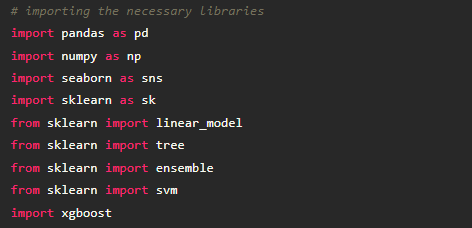 # importing the necessary libraries
import pandas as pd
import numpy as np
import seaborn as sns
import sklearn as sk
from sklearn import linear_model
from sklearn import tree
from sklearn import ensemble
from sklearn import svm
import xgboost